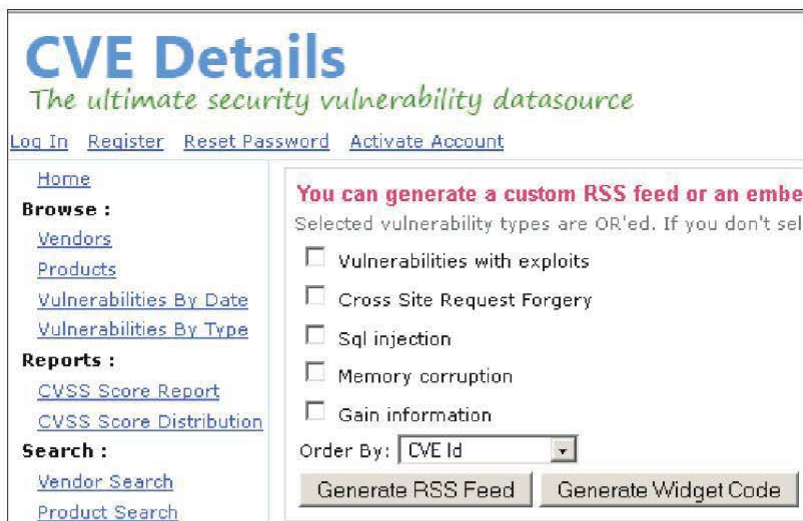 CVE Details
The ultimate security vulnerability datasource
Log In Register Reset Password Activate Account
Home
Browse :
Vendors
Products
Vulnerabilities By Date
Vulnerabilities By Type
Reports :
CVSS Score Report
CVSS Score Distribution
Search :
Vendor Search
Product Search
You can generate a custom RSS feed or an embe
Selected vulnerability types are OR'ed. If you don't sel
Vulnerabilities with exploits
Cross Site Request Forgery
Sql injection
Memory corruption
Gain information
Order By: CVE Id
Generate RSS Feed Generate Widget Code